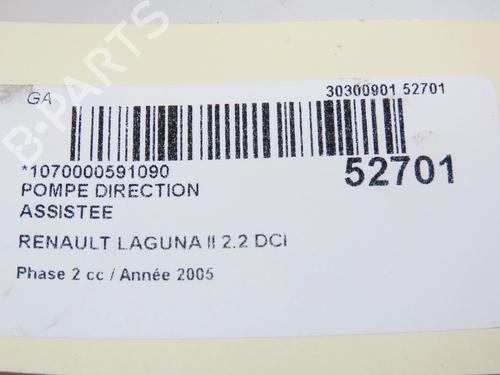 GA
30300901 52701
*1070000591090
52701
POMPE DIRECTION
ASSISTEE
RENAULT LAGUNA II 2.2 DCI
Phase 2 cc / Année 2005
B-PARTS